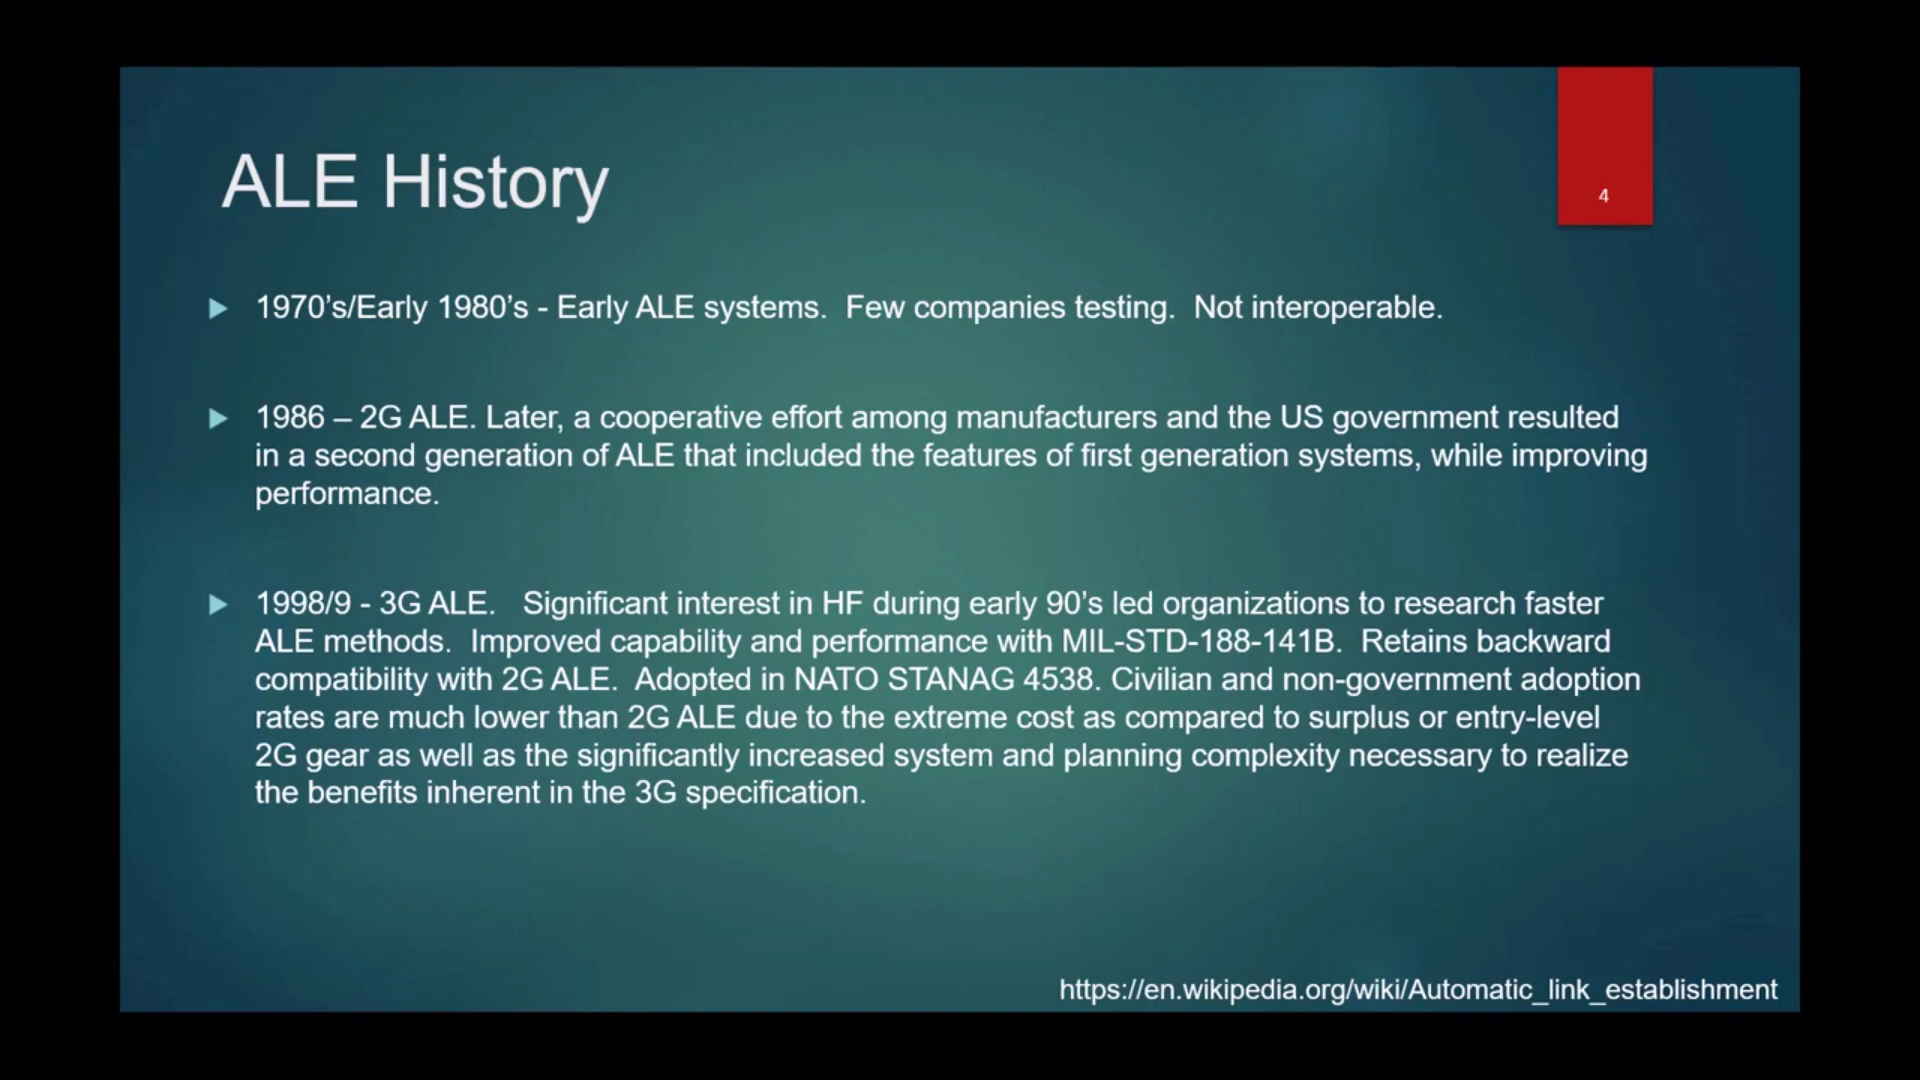 ALE History
4
1970’s/Early 1980’s - Early ALE systems.  Few companies testing.  Not interoperable.
1986 – 2G ALE. Later, a cooperative effort among manufacturers and the US government resulted
in a second generation of ALE that included the features of first generation systems, while improving
performance.
1998/9 - 3G ALE.   Significant interest in HF during early 90’s led organizations to research faster
ALE methods.  Improved capability and performance with MIL-STD-188-141B.  Retains backward
compatibility with 2G ALE.  Adopted in NATO STANAG 4538. Civilian and non-government adoption
rates are much lower than 2G ALE due to the extreme cost as compared to surplus or entry-level
2G gear as well as the significantly increased system and planning complexity necessary to realize
the benefits inherent in the 3G specification.
https://en.wikipedia.org/wiki/Automatic_link_establishment